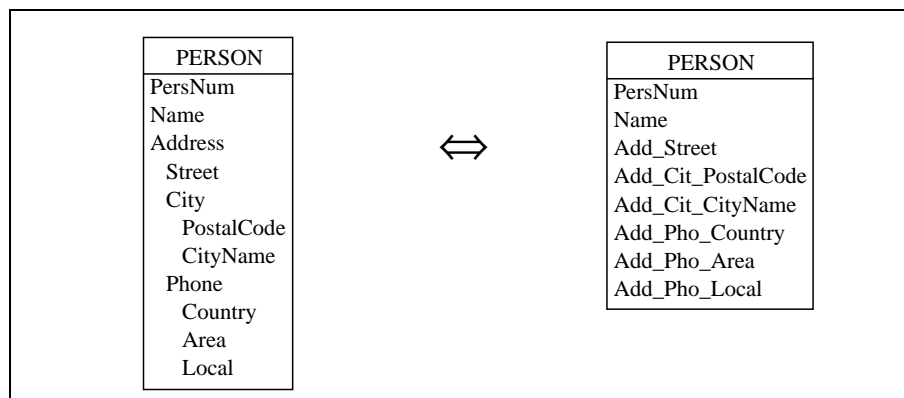 PERSON
PersNum
Name
Address
Street
City
PostalCode
CityName
Phone
Country
Area
Local
⇔
PERSON
PersNum
Name
Add_Street
Add_Cit_PostalCode
Add_Cit_CityName
Add_Pho_Country
Add_Pho_Area
Add_Pho_Local